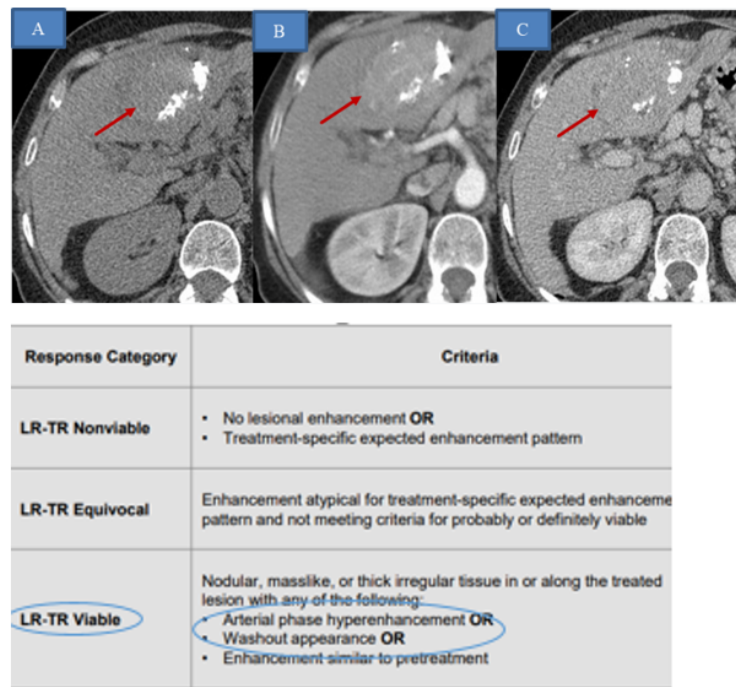 A
B
C
Response Category
Criteria
LR-TR Nonviable
• No lesional enhancement OR
• Treatment-specific expected enhancement pattern
LR-TR Equivocal
Enhancement atypical for treatment-specific expected enhanceme
pattern and not meeting criteria for probably or definitely viable
LR-TR Viable
Nodular, masslike, or thick irregular tissue in or along the treated
lesion with any of the following:
• Arterial phase hyperenhancement OR
• Washout appearance OR
• Enhancement similar to pretreatment